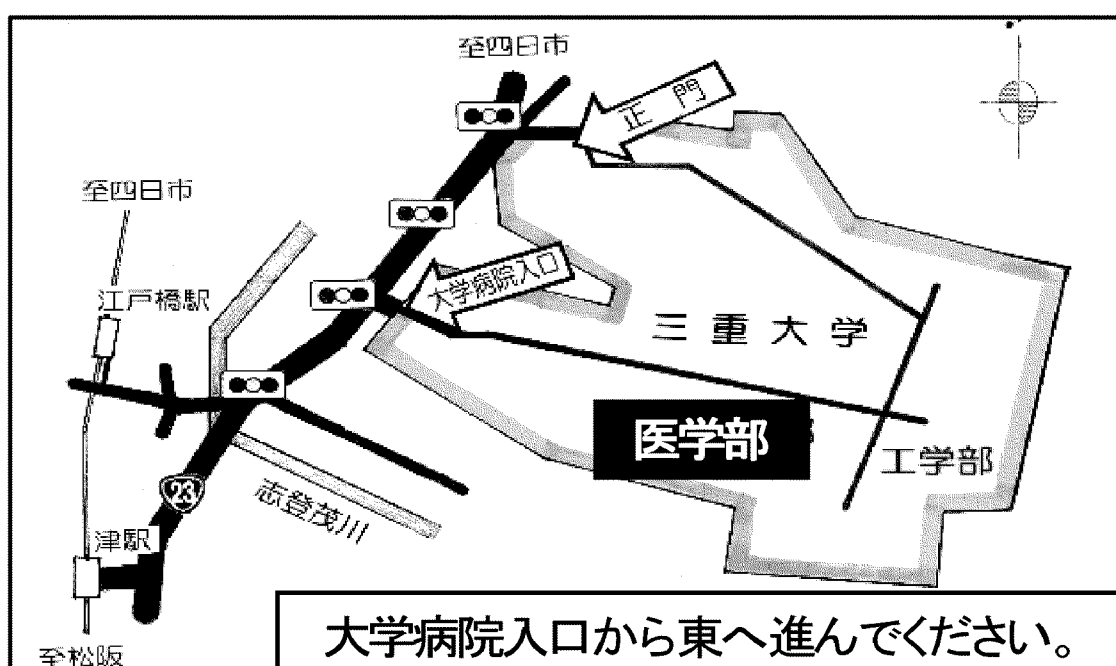 至四日市
正門
至四日市
江戸橋駅
大学病院入口
三重大学
医学部
工学部
23
志登茂川
津駅
至松阪
大学病院入口から東へ進んでください。